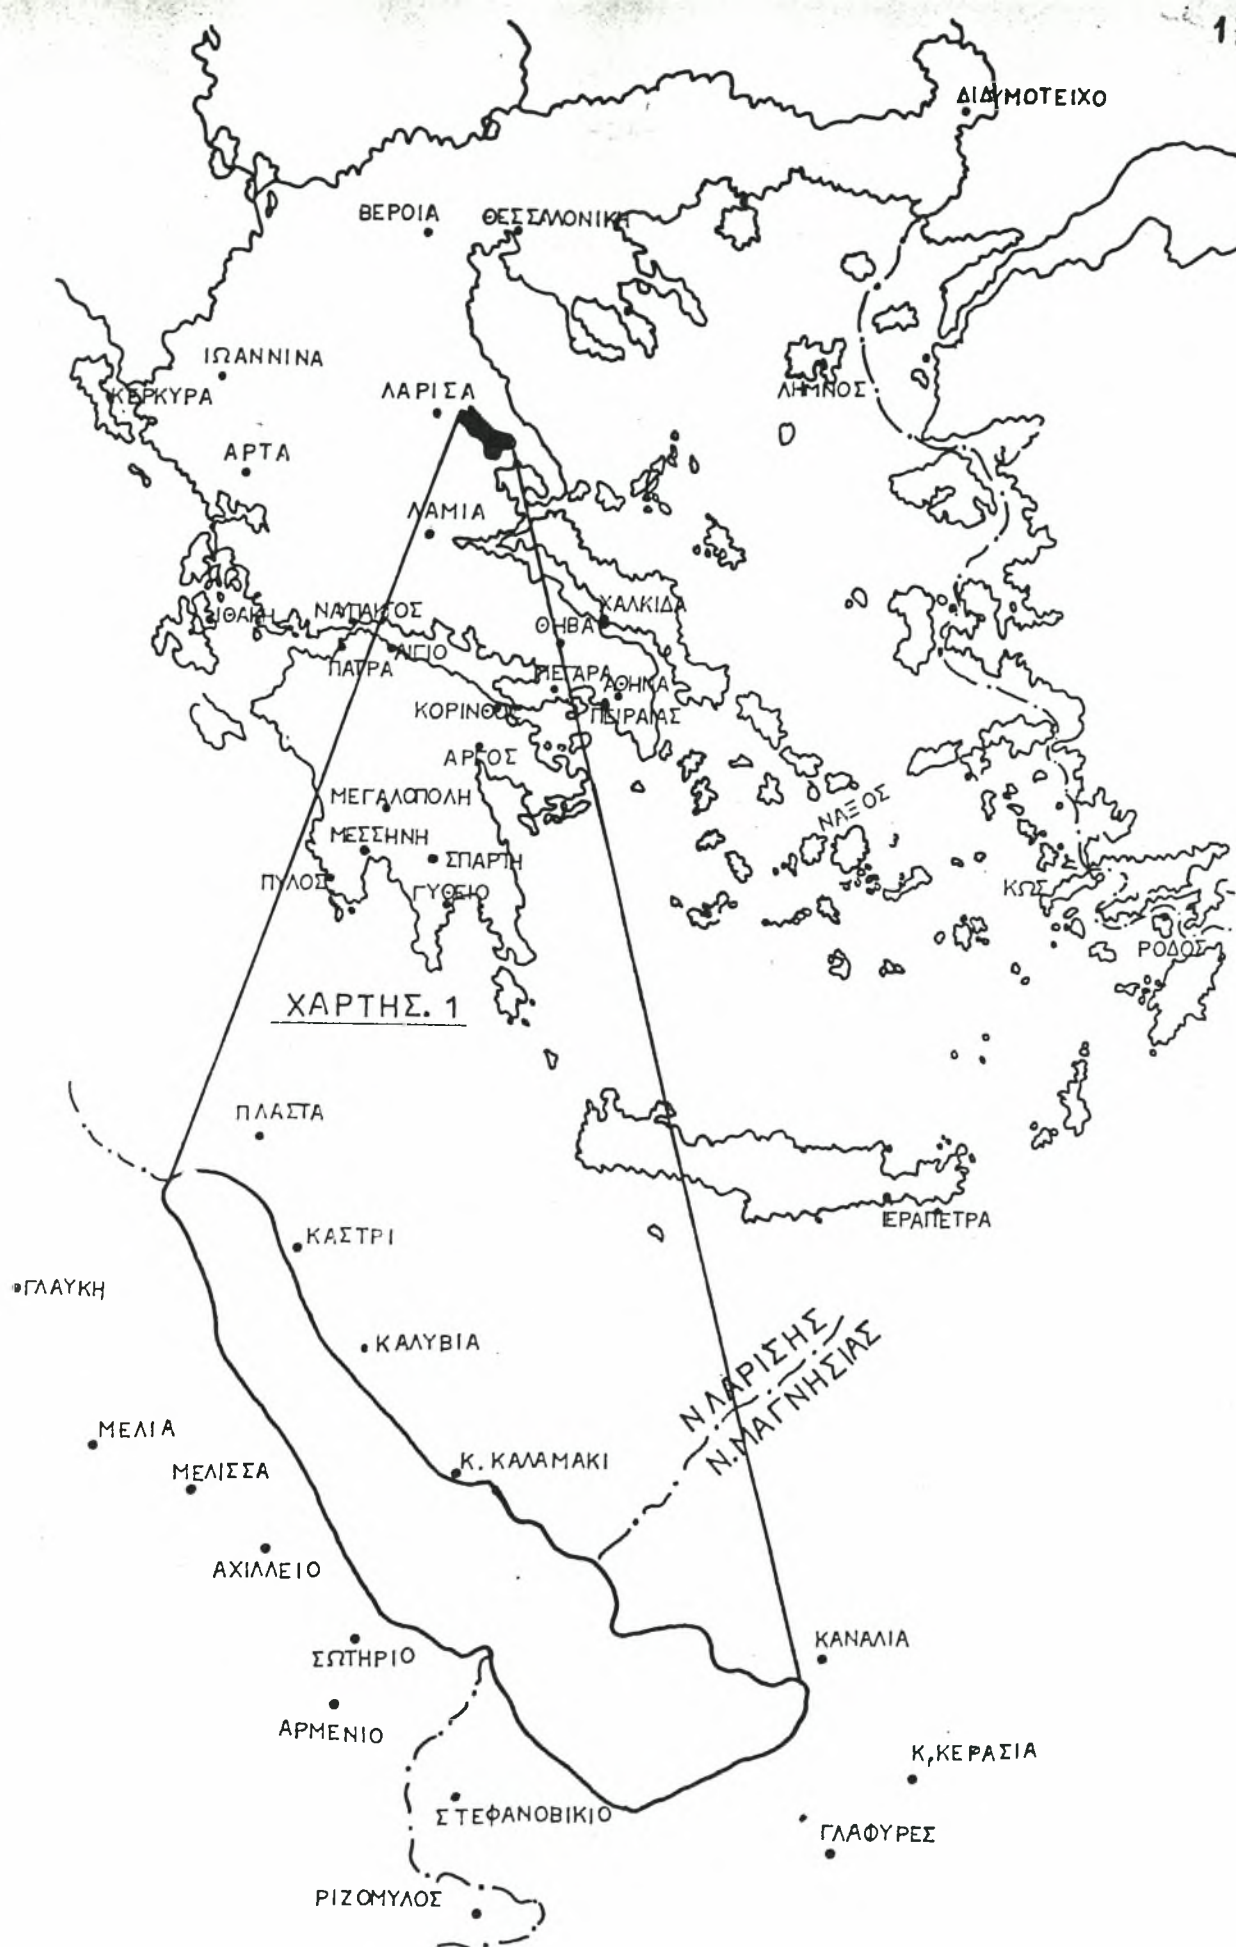 ΔΙΔΥΜΟΤΕΙΧΟ
ΒΕΡΟΙΑ
ΘΕΣΣΑΛΟΝΙΚΗ
ΙΩΑΝΝΙΝΑ
ΚΕΡΚΥΡΑ
ΛΑΡΙΣΑ
ΛΗΜΝΟΣ
ΑΡΤΑ
ΛΑΜΙΑ
ΙΘΑΚΗ
ΝΑΥΠΑΚΤΟΣ
ΧΑΛΚΙΔΑ
ΘΗΒΑ
ΑΙΓΙΟ
ΠΑΤΡΑ
ΜΕΓΑΡΑ
ΑΘΗΝΑ
ΚΟΡΙΝΘΟΣ
ΠΕΙΡΑΙΑΣ
ΑΡΓΟΣ
ΜΕΓΑΛΟΠΟΛΗ
ΝΑΞΟΣ
ΜΕΣΣΗΝΗ
ΣΠΑΡΤΗ
ΠΥΛΟΣ
ΓΥΘΕΙΟ
ΚΩΣ
ΡΟΔΟΣ
ΧΑΡΤΗΣ. 1
ΠΛΑΣΤΑ
ΙΕΡΑΠΕΤΡΑ
ΚΑΣΤΡΙ
ΓΛΑΥΚΗ
ΚΑΛΥΒΙΑ
Ν ΛΑΡΙΣΗΣ
Ν. ΜΑΓΝΗΣΙΑΣ
ΜΕΛΙΑ
Κ. ΚΑΛΑΜΑΚΙ
ΜΕΛΙΣΣΑ
ΑΧΙΛΛΕΙΟ
ΣΩΤΗΡΙΟ
ΚΑΝΑΛΙΑ
ΑΡΜΕΝΙΟ
Κ, ΚΕΡΑΣΙΑ
ΣΤΕΦΑΝΟΒΙΚΙΟ
ΓΛΑΦΥΡΕΣ
ΡΙΖΟΜΥΛΟΣ